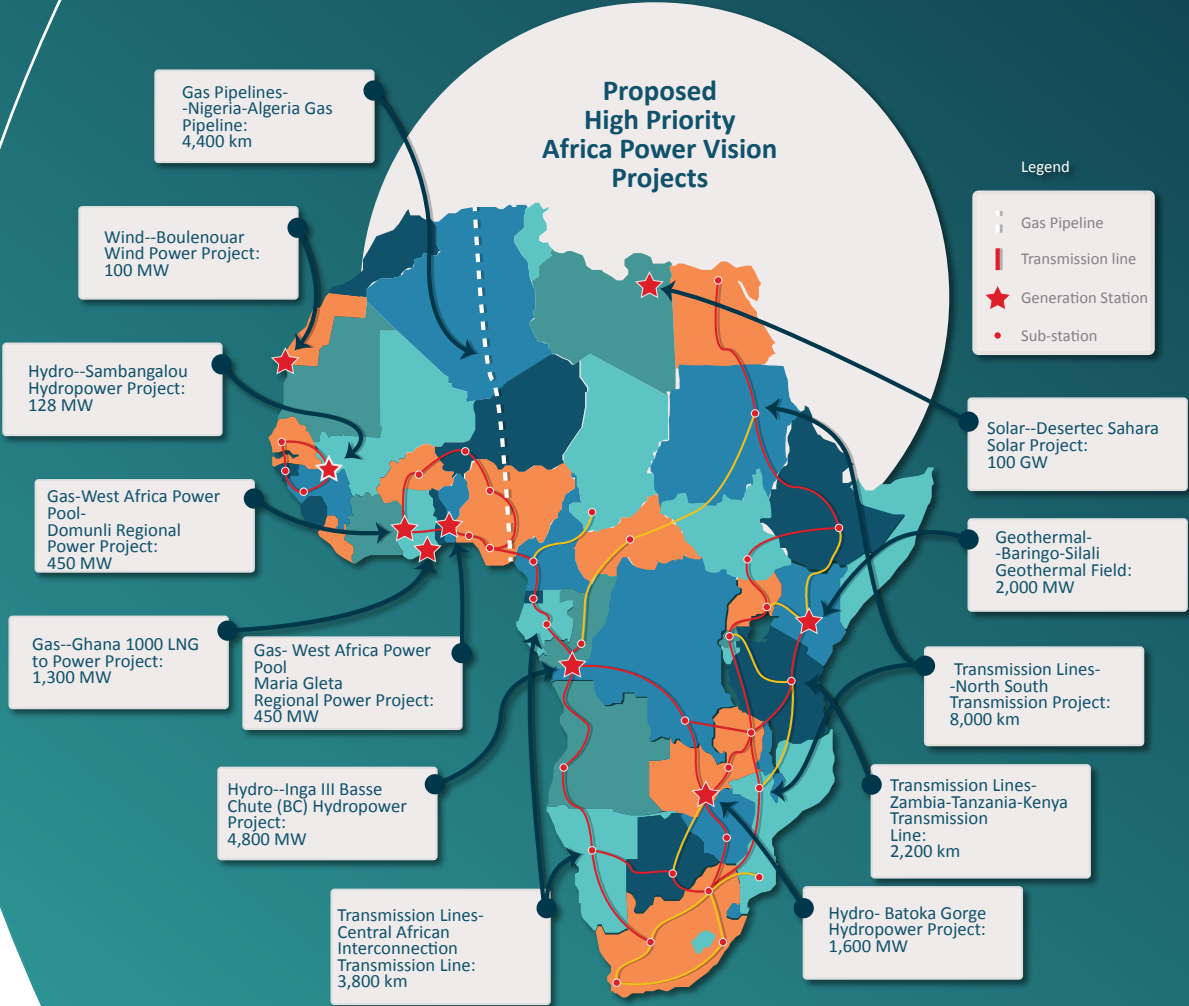 Proposed
High Priority
Africa Power Vision
Projects
Gas Pipelines-
-Nigeria-Algeria Gas
Pipeline:
4,400 km
Wind--Boulenouar
Wind Power Project:
100 MW
Hydro--Sambangalou
Hydropower Project:
128 MW
Gas-West Africa Power
Pool-
Domunli Regional
Power Project:
450 MW
Gas--Ghana 1000 LNG
to Power Project:
1,300 MW
Gas- West Africa Power
Pool
Maria Gleta
Regional Power Project:
450 MW
Hydro--Inga III Basse
Chute (BC) Hydropower
Project:
4,800 MW
Transmission Lines-
Central African
Interconnection
Transmission Line:
3,800 km
Legend
Gas Pipeline
Transmission line
Generation Station
Sub-station
Solar--Desertec Sahara
Solar Project:
100 GW
Geothermal-
-Baringo-Silali
Geothermal Field:
2,000 MW
Transmission Lines-
-North South
Transmission Project:
8,000 km
Transmission Lines-
Zambia-Tanzania-Kenya
Transmission
Line:
2,200 km
Hydro- Batoka Gorge
Hydropower Project:
1,600 MW